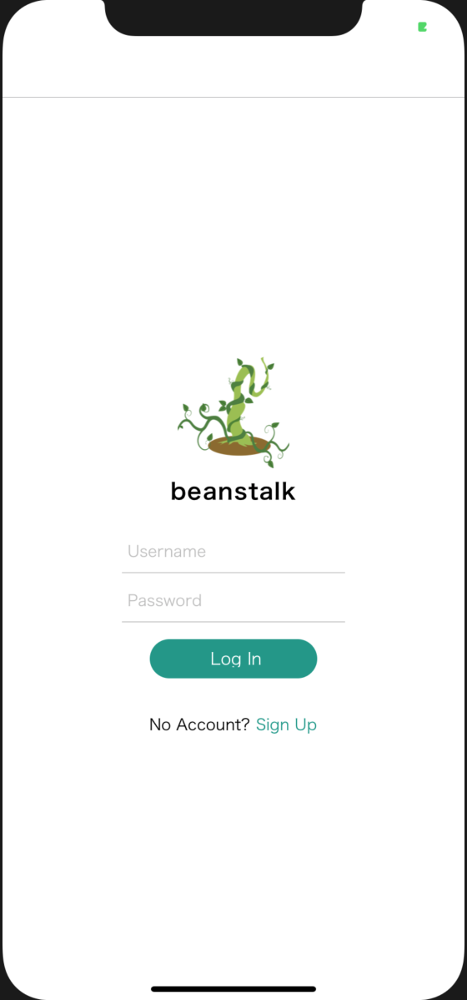 beanstalk
Username
Password
Log In
No Account? Sign Up